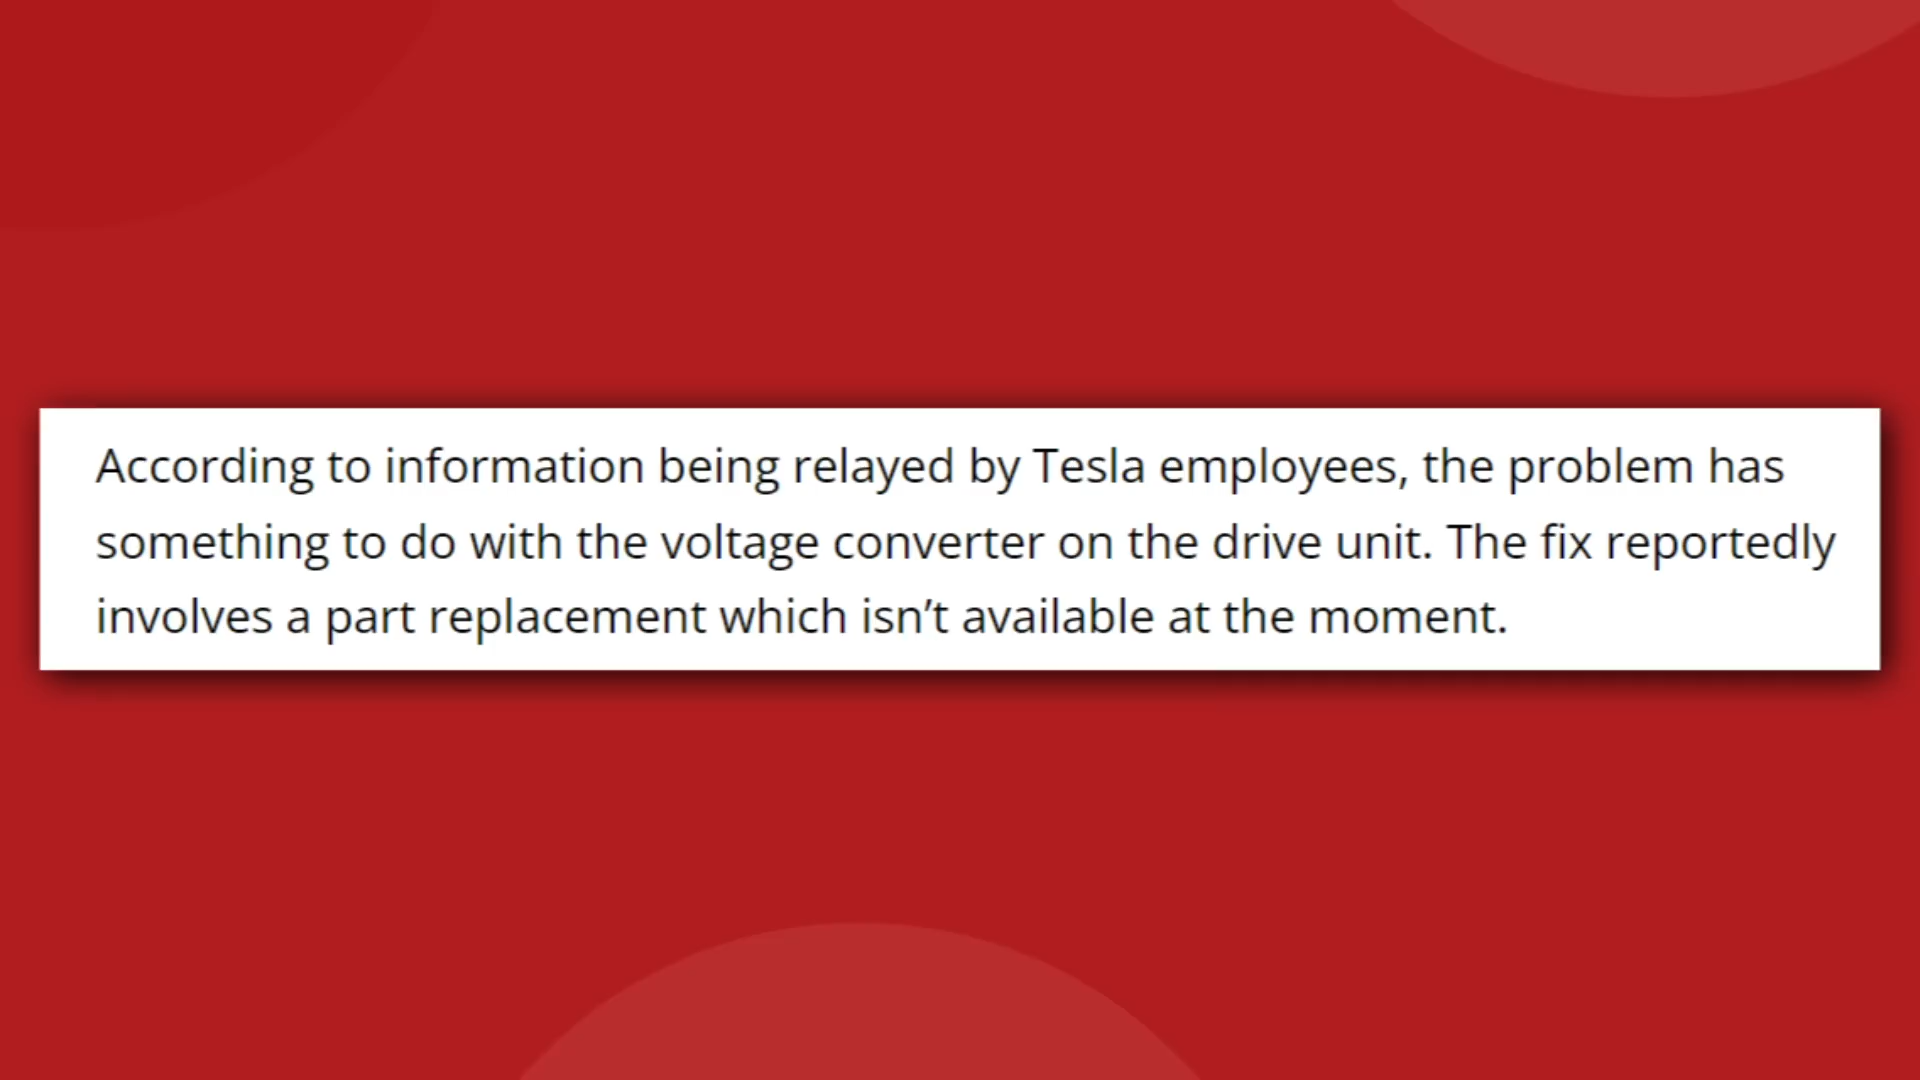 According to information being relayed by Tesla employees, the problem has
something to do with the voltage converter on the drive unit. The fix reportedly
involves a part replacement which isn’t available at the moment.